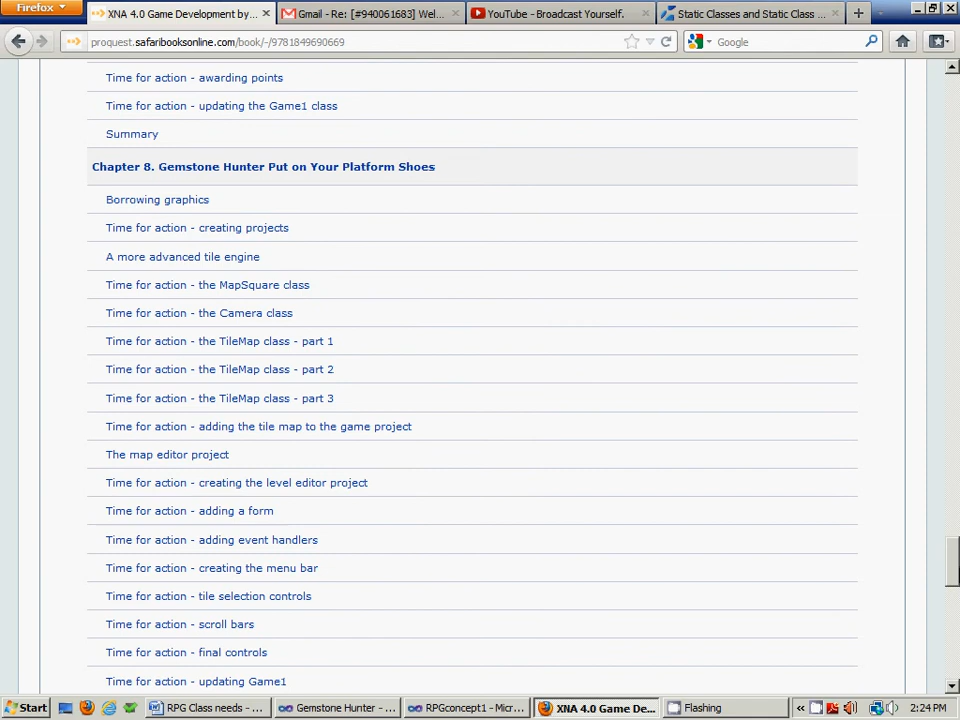 Firefox
XNA 4.0 Game Development by...
Gmail - Re: [#940061683] Wel...
YouTube - Broadcast Yourself.
Static Classes and Static Class ...
proquest.safaribooksonline.com/book/-/9781849690669
Google
Time for action - awarding points
Time for action - updating the Game1 class
Summary
Chapter 8. Gemstone Hunter Put on Your Platform Shoes
Borrowing graphics
Time for action - creating projects
A more advanced tile engine
Time for action - the MapSquare class
Time for action - the Camera class
Time for action - the TileMap class - part 1
Time for action - the TileMap class - part 2
Time for action - the TileMap class - part 3
Time for action - adding the tile map to the game project
The map editor project
Time for action - creating the level editor project
Time for action - adding a form
Time for action - adding event handlers
Time for action - creating the menu bar
Time for action - tile selection controls
Time for action - scroll bars
Time for action - final controls
Time for action - updating Game1
Start
RPG Class needs - ...
Gemstone Hunter - ...
RPGconcept1 - Micr...
XNA 4.0 Game De...
Flashing
2:24 PM